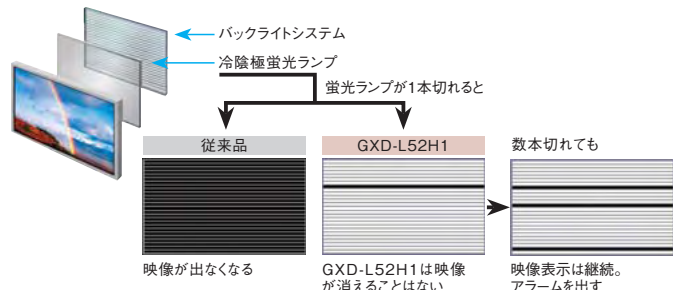 バックライトシステム
冷陰極蛍光ランプ
蛍光ランプが1本切れると
従来品
GXD-L52H1
数本切れても
映像が出なくなる
GXD-L52H1は映像
が消えることはない
映像表示は継続。
アラームを出す